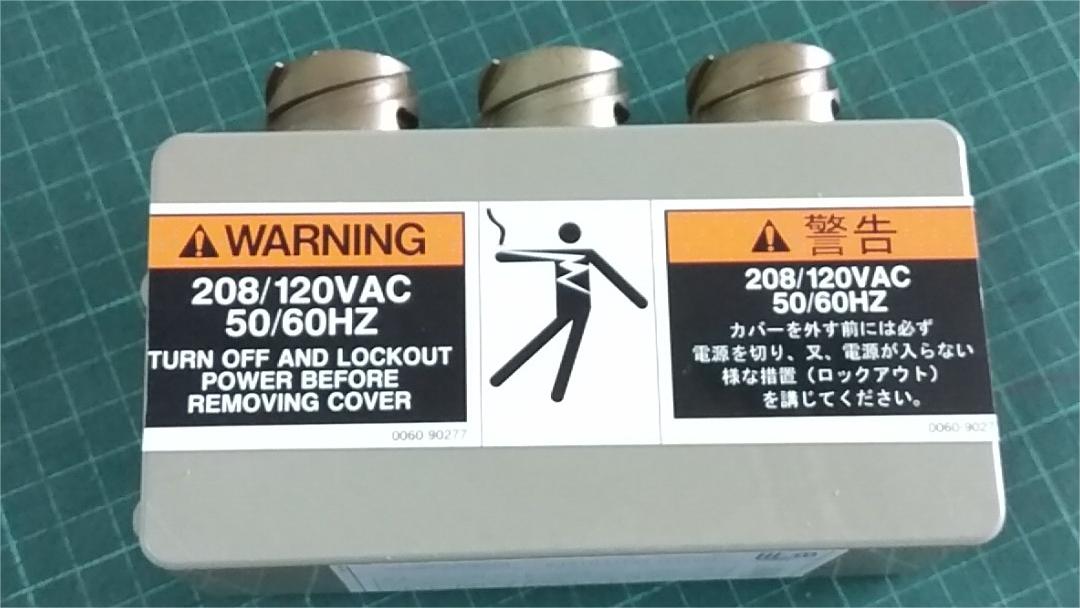 WARNING
208/120VAC
50/60HZ
TURN OFF AND LOCKOUT
POWER BEFORE
REMOVING COVER
0060 90277
警告
208/120VAC
50/60HZ
カバーを外す前には必ず
電源を切り、又、電源が入らない
様な措置（ロックアウト）
を講じてください。
0060-9027